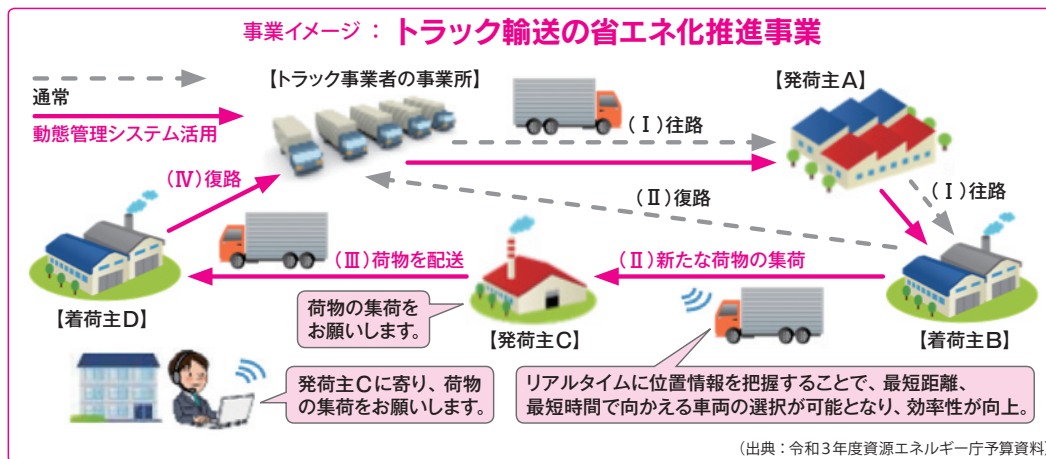 事業イメージ： トラック輸送の省エネ化推進事業
通常
動態管理システム活用
【トラック事業者の事業所】
(Ⅰ)往路
【発荷主A】
(Ⅰ)往路
(Ⅱ)復路
(Ⅳ)復路
(Ⅲ)荷物を配送
(Ⅱ)新たな荷物の集荷
【着荷主D】
荷物の集荷を
お願いします。
【発荷主C】
【着荷主B】
発荷主Cに寄り、荷物
の集荷をお願いします。
リアルタイムに位置情報を把握することで、最短距離、
最短時間で向かえる車両の選択が可能となり、効率性が向上。
(出典：令和3年度資源エネルギー庁予算資料)